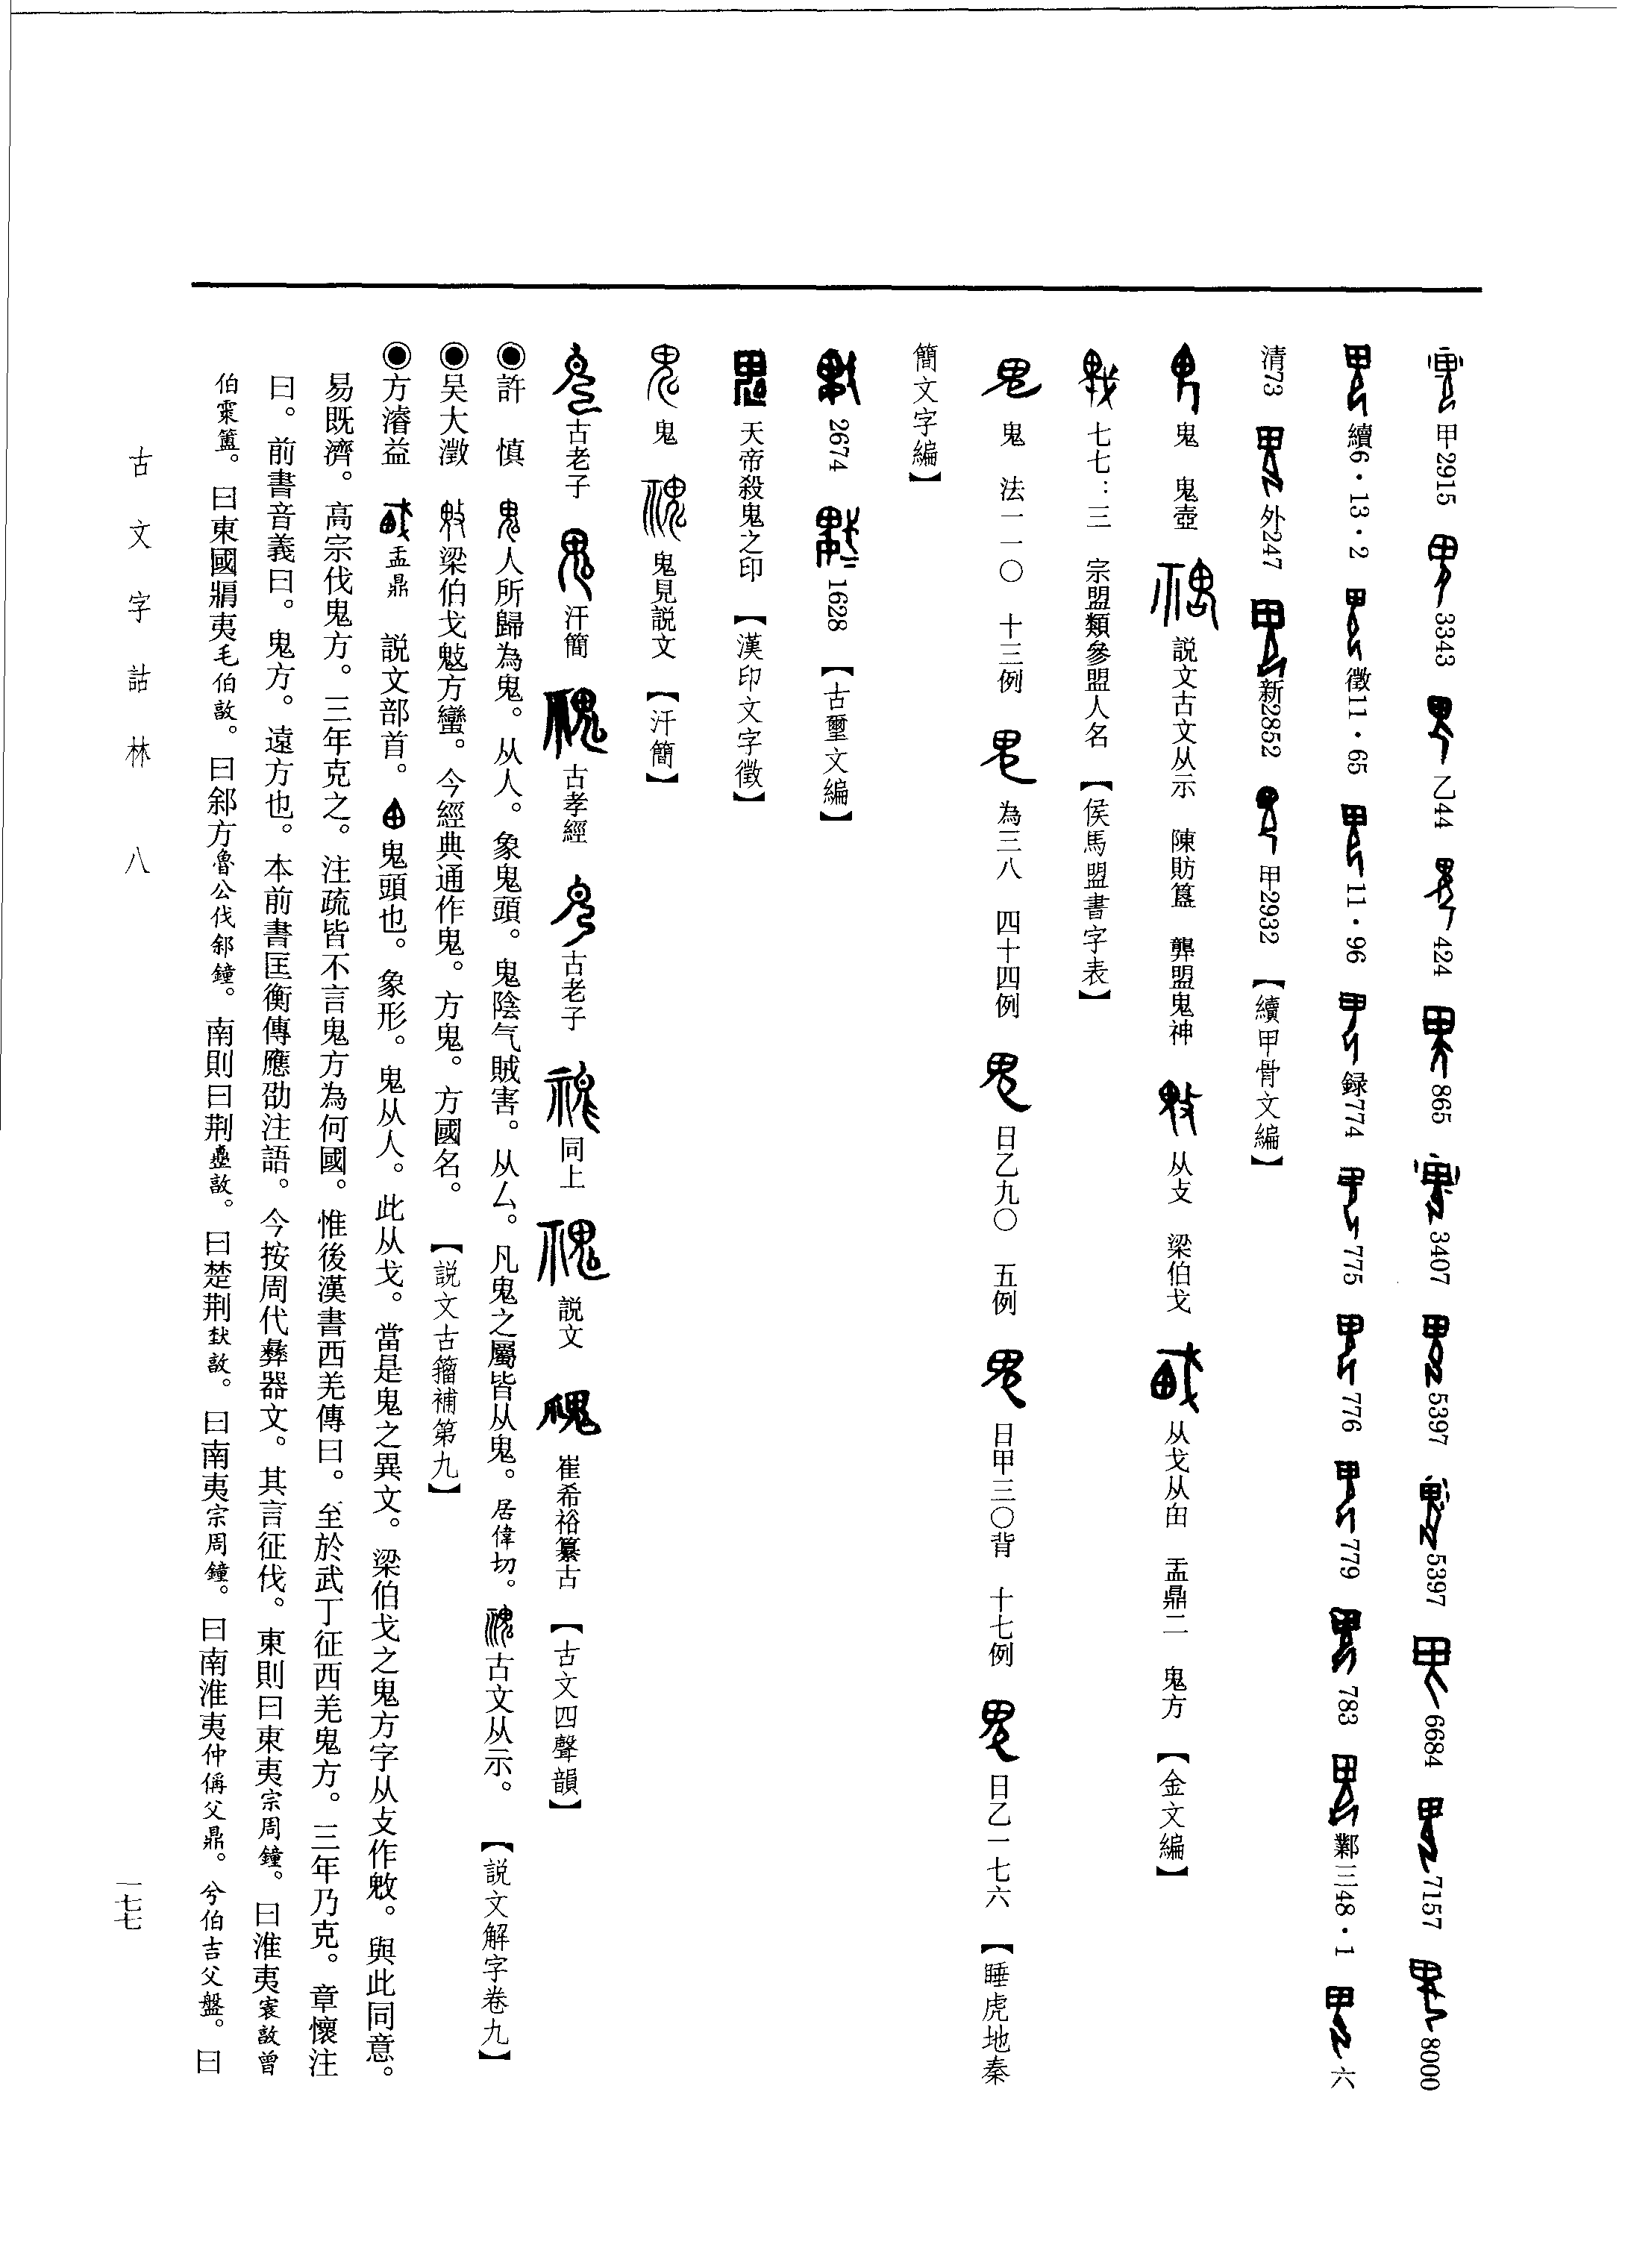 甲2915 3343 乙44 424 865 3407 5397 5397 6684 7157 8000
續6·13·2 徵11·65 11·96 録774 775 776 779 783 鄴三48·1 六
清73 外247 新2852 甲2932 【續甲骨文編】
鬼 鬼壺 説文古文从示 陳肪簋 龏盟鬼神 从攴 梁伯戈 从戈从甶 盂鼎二 鬼方 【金文編】
七七：三 宗盟類參盟人名 【侯馬盟書字表】
鬼 法一一〇 十三例 為三八 四十四例 日乙九〇 五例 日甲三〇背 十七例 日乙一七六 【睡虎地秦
簡文字編】
2674 1628 【古璽文編】
天帝殺鬼之印 【漢印文字徵】
鬼 鬼見説文 【汗簡】
古老子 汗簡 古孝經 古老子 同上 説文 崔希裕纂古 【古文四聲韻】
◉許 慎 人所歸為鬼。从人。象鬼頭。鬼陰气賊害。从厶。凡鬼之屬皆从鬼。居偉切。古文从示。 【説文解字卷九】
◉吴大澂 梁伯戈鬾方蠻。今經典通作鬼。方鬼。方國名。 【説文古籀補第九】
◉方濬益 盂鼎 説文部首。甶鬼頭也。象形。鬼从人。此从戈。當是鬼之異文。梁伯戈之鬼方字从攴作𢾷。與此同意。
易既濟。高宗伐鬼方。三年克之。注疏皆不言鬼方為何國。惟後漢書西羌傳曰。至於武丁征西羌鬼方。三年乃克。章懷注
曰。前書音義曰。鬼方。遠方也。本前書匡衡傳應劭注語。今按周代彝器文。其言征伐。東則曰東夷宗周鐘。曰淮夷㝨敦曾
伯霥簠。曰東國㾓夷毛伯敦。曰䣄方魯公伐䣄鐘。南則曰荆敦。曰楚荆㝬敦。曰南夷宗周鐘。曰南淮夷仲偁父鼎。兮伯吉父盤。曰
古文字詁林 八
一七七